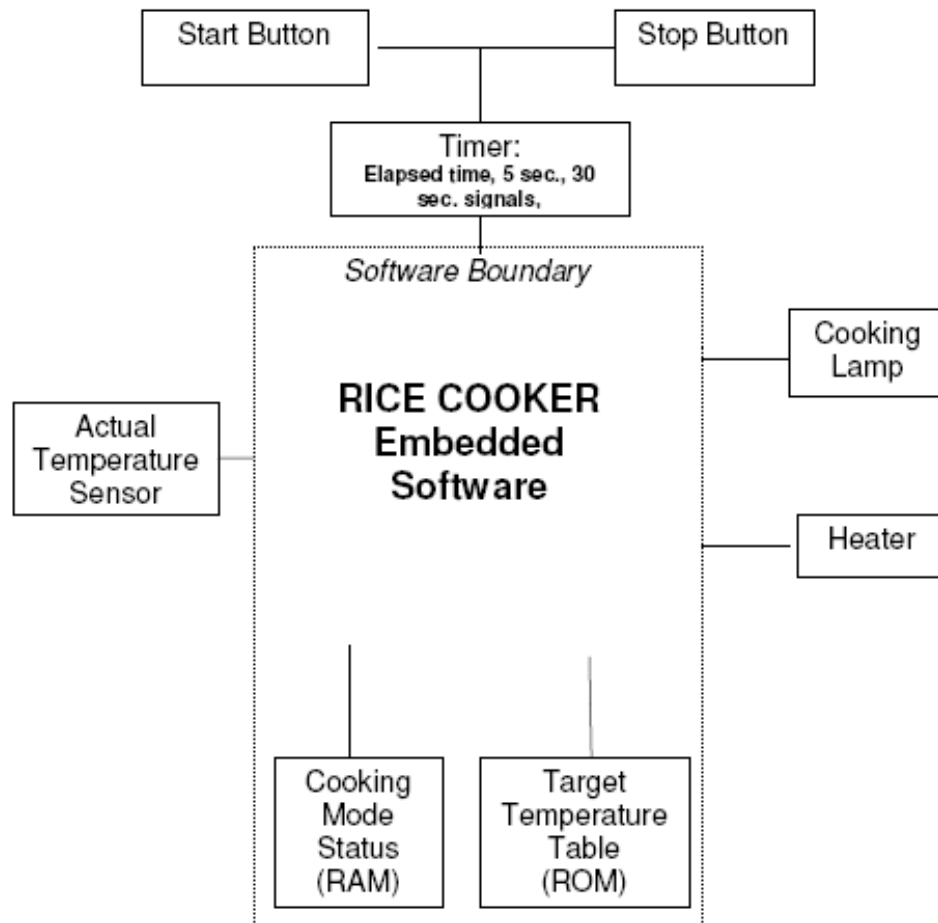 Start Button
Stop Button
Timer:
Elapsed time, 5 sec., 30
sec. signals,
Software Boundary
RICE COOKER
Embedded
Software
Cooking
Lamp
Actual
Temperature
Sensor
Heater
Cooking
Mode
Status
(RAM)
Target
Temperature
Table
(ROM)